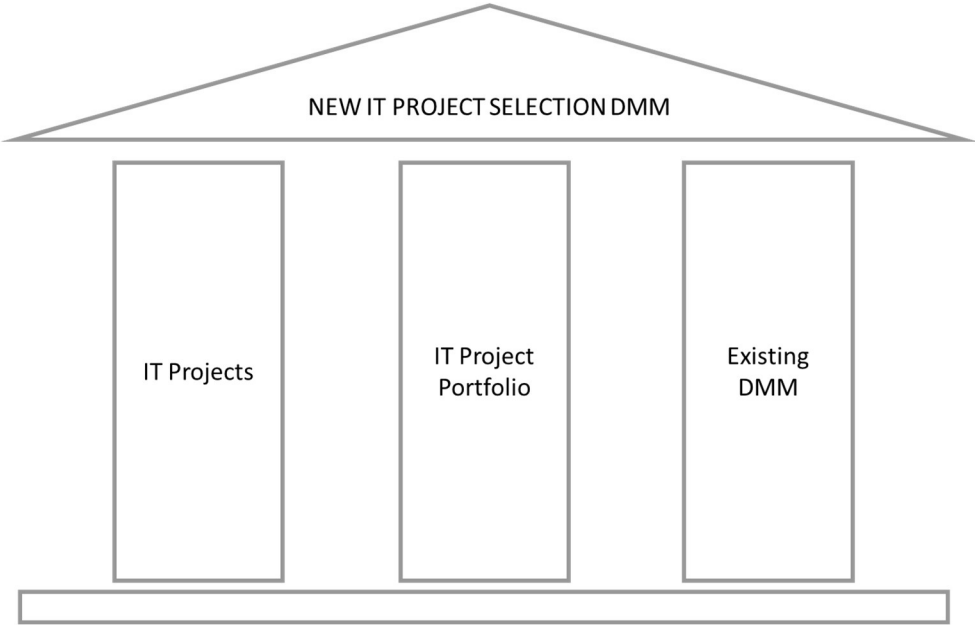 NEW IT PROJECT SELECTION DMM
IT Projects
IT Project
Portfolio
Existing
DMM